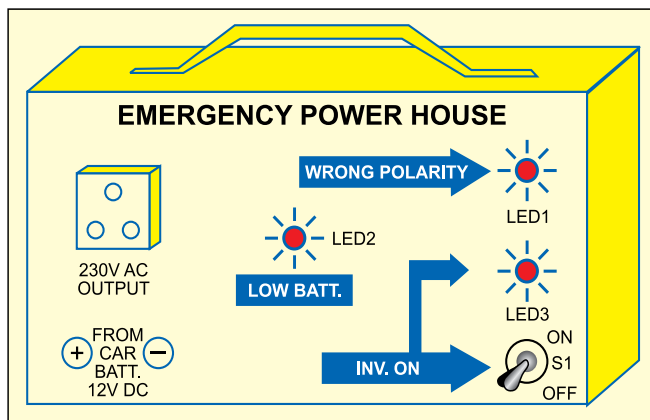 EMERGENCY POWER HOUSE
WRONG POLARITY
LED1
LED2
230V AC
OUTPUT
LOW BATT.
LED3
+ FROM −
CAR
BATT.
12V DC
INV. ON
ON
S1
OFF